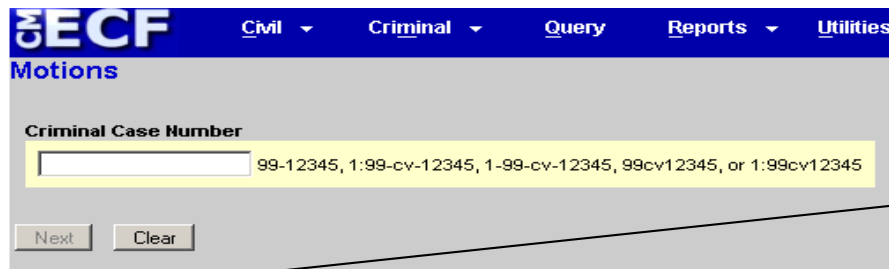 CM ECF Civil Criminal Query Reports Utilities
Motions
Criminal Case Number
99-12345, 1:99-cv-12345, 1-99-cv-12345, 99cv12345, or 1:99cv12345
Next Clear